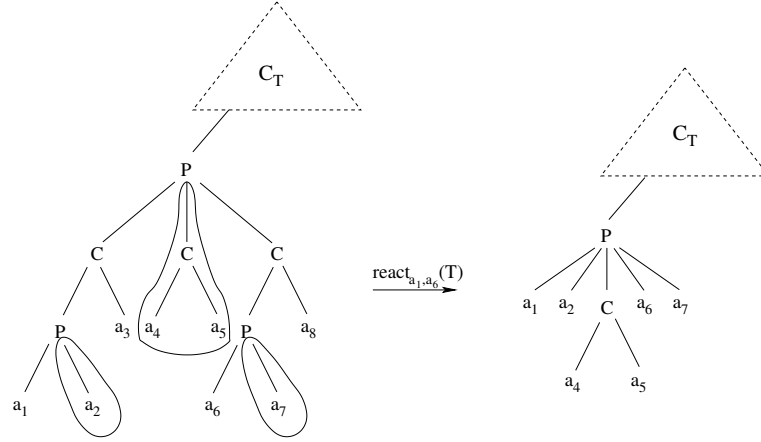 C_T
C_T
P
P
C C C
react_{a_1,a_6}(T)
a_1 a_2 C a_6 a_7
P a_3 a_4 a_5 P a_8
a_4 a_5
a_1 a_2 a_6 a_7